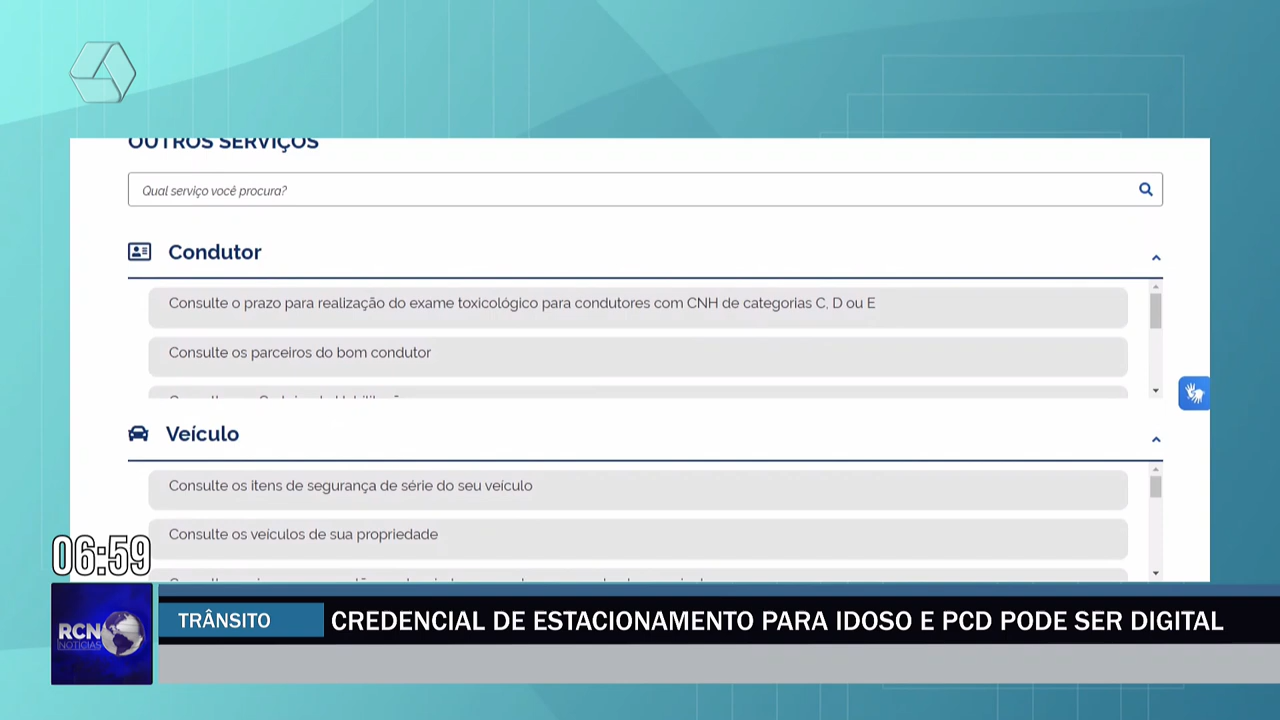 OUTROS SERVIÇOS
Qual serviço você procura?
Condutor
Consulte o prazo para realização do exame toxicológico para condutores com CNH de categorias C, D ou E
Consulte os parceiros do bom condutor
Veículo
Consulte os itens de segurança de série do seu veículo
Consulte os veículos de sua propriedade
06:59
RCN
NOTÍCIAS
TRÂNSITO
CREDENCIAL DE ESTACIONAMENTO PARA IDOSO E PCD PODE SER DIGITAL